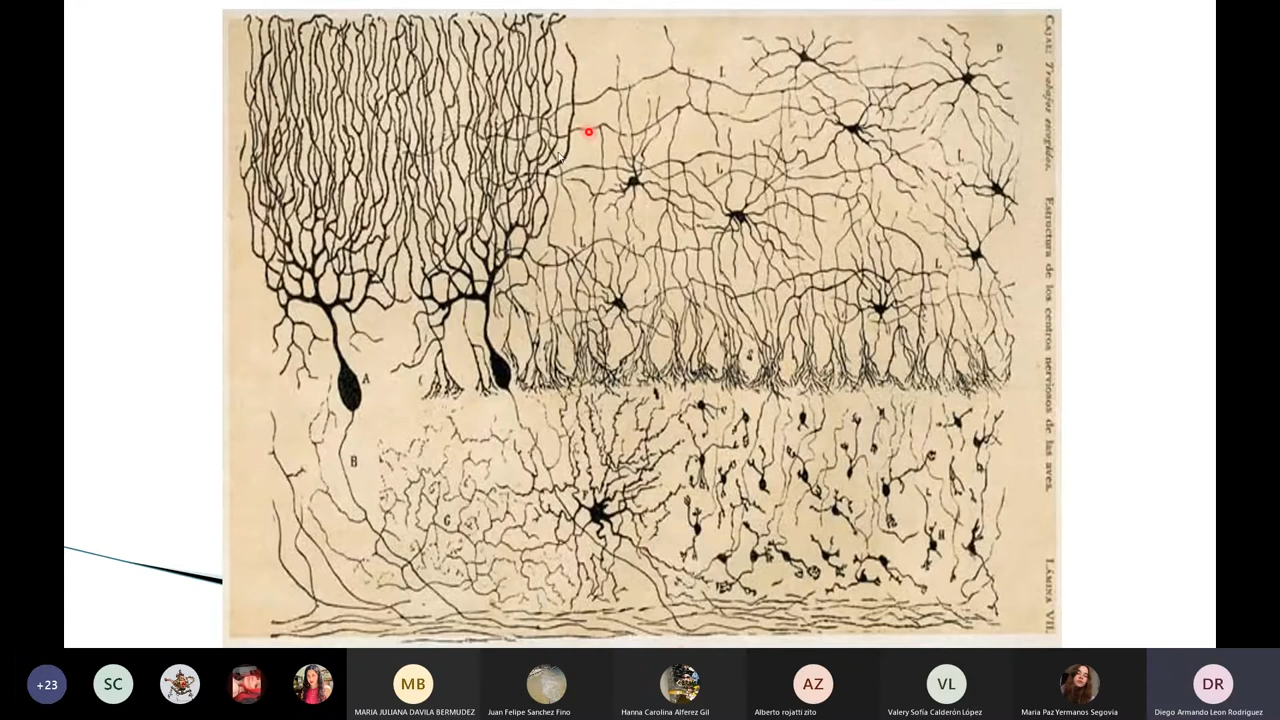 CAJAL: Trabajos escogidos. Estructura de los centros nerviosos de las aves. LÁMINA VII.
D
L
L
L
L
L
S
A
B
G
H
+23
SC
MB
AZ
VL
DR
MARIA JULIANA DAVILA BERMUDEZ
Juan Felipe Sanchez Fino
Hanna Carolina Alferez Gil
Alberto rojatti zito
Valery Sofía Calderón López
Maria Paz Yermanos Segovia
Diego Armando Leon Rodriguez